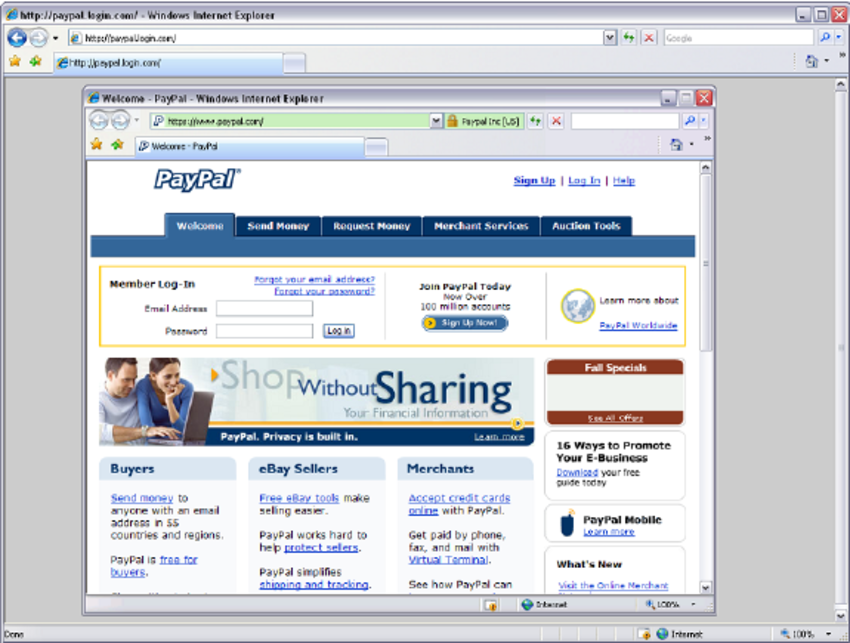 http://paypal.login.com/ - Windows Internet Explorer
http://paypal.login.com/
Google
http://paypal.login.com/
Welcome - PayPal - Windows Internet Explorer
https://www.paypal.com/
Paypal Inc [US]
Welcome - PayPal
PayPal®
Sign Up | Log In | Help
Welcome
Send Money
Request Money
Merchant Services
Auction Tools
Member Log-In
Forgot your email address?
Forgot your password?
Email Address
Password
Log in
Join PayPal Today
Now Over
100 million accounts
Sign Up Now!
Learn more about
PayPal Worldwide
Shop Without Sharing
Your Financial Information
PayPal. Privacy is built in.
Learn more
Fall Specials
See All Offers
16 Ways to Promote
Your E-Business
Download your free
guide today
PayPal Mobile
Learn more
What's New
Visit the Online Merchant
Buyers
Send money to
anyone with an email
address in 55
countries and regions.
PayPal is free for
buyers.
eBay Sellers
Free eBay tools make
selling easier.
PayPal works hard to
help protect sellers.
PayPal simplifies
shipping and tracking.
Merchants
Accept credit cards
online with PayPal.
Get paid by phone,
fax, and mail with
Virtual Terminal.
See how PayPal can
Internet
100%
Done
Internet
100%